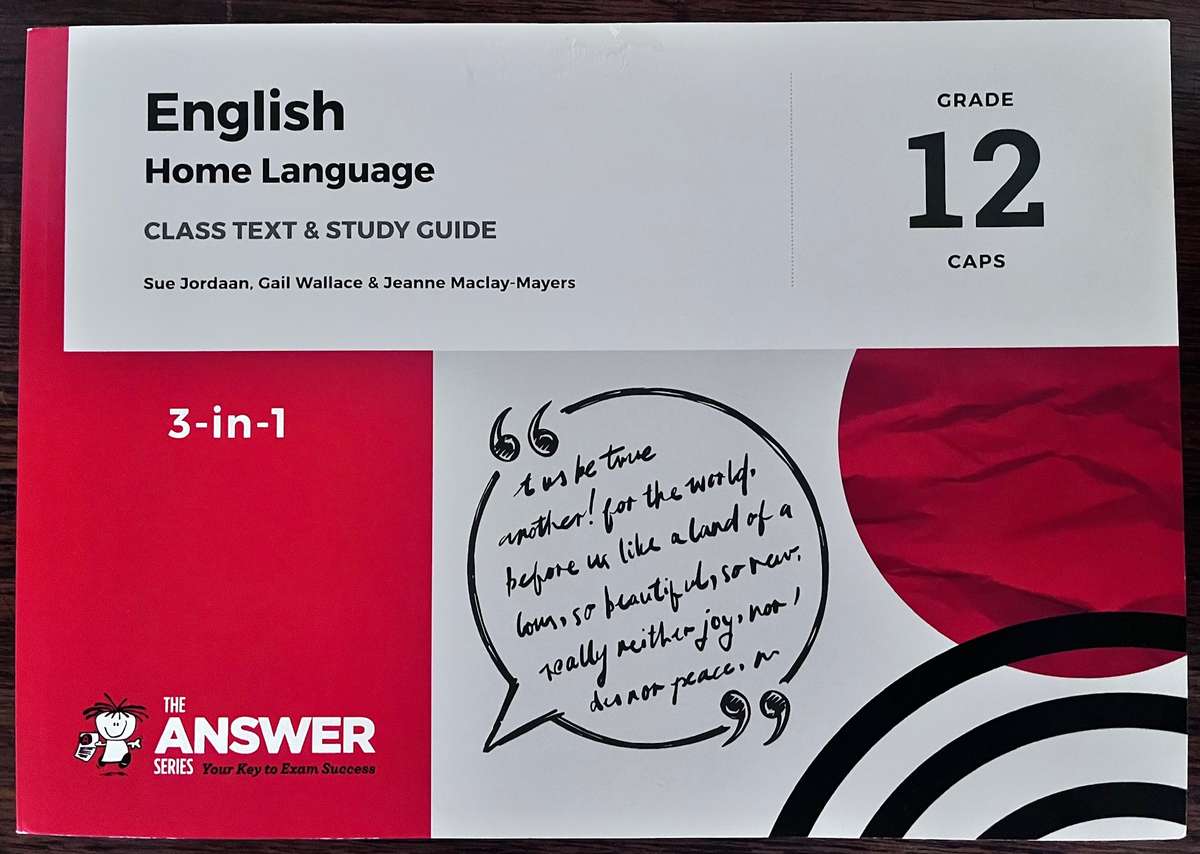 English
Home Language
CLASS TEXT & STUDY GUIDE
Sue Jordaan, Gail Wallace & Jeanne Maclay-Mayers
GRADE
12
CAPS
3-in-1
t us be true
another! for the world,
before us like a land of a
so beautiful, so new,
really neither joy, nor
nor peace, n
THE
ANSWER
SERIES Your Key to Exam Success